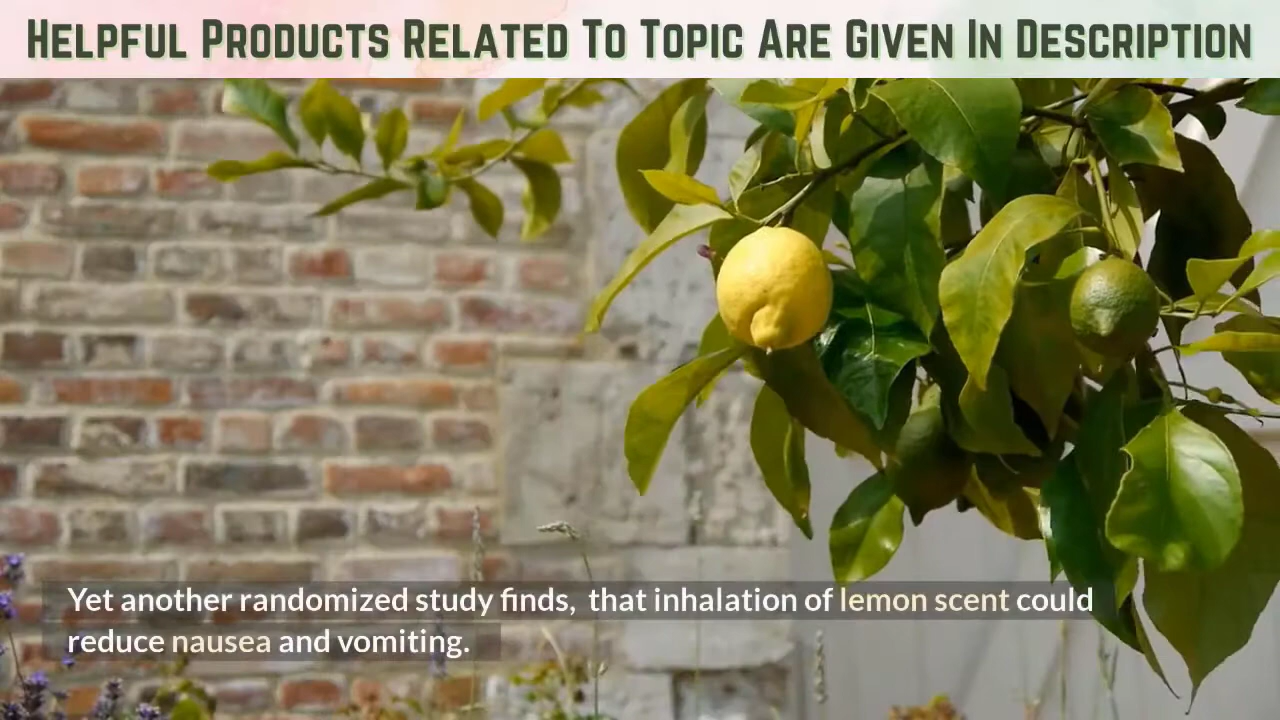 Helpful Products Related To Topic Are Given In Description
Yet another randomized study finds,  that inhalation of lemon scent could
reduce nausea and vomiting.